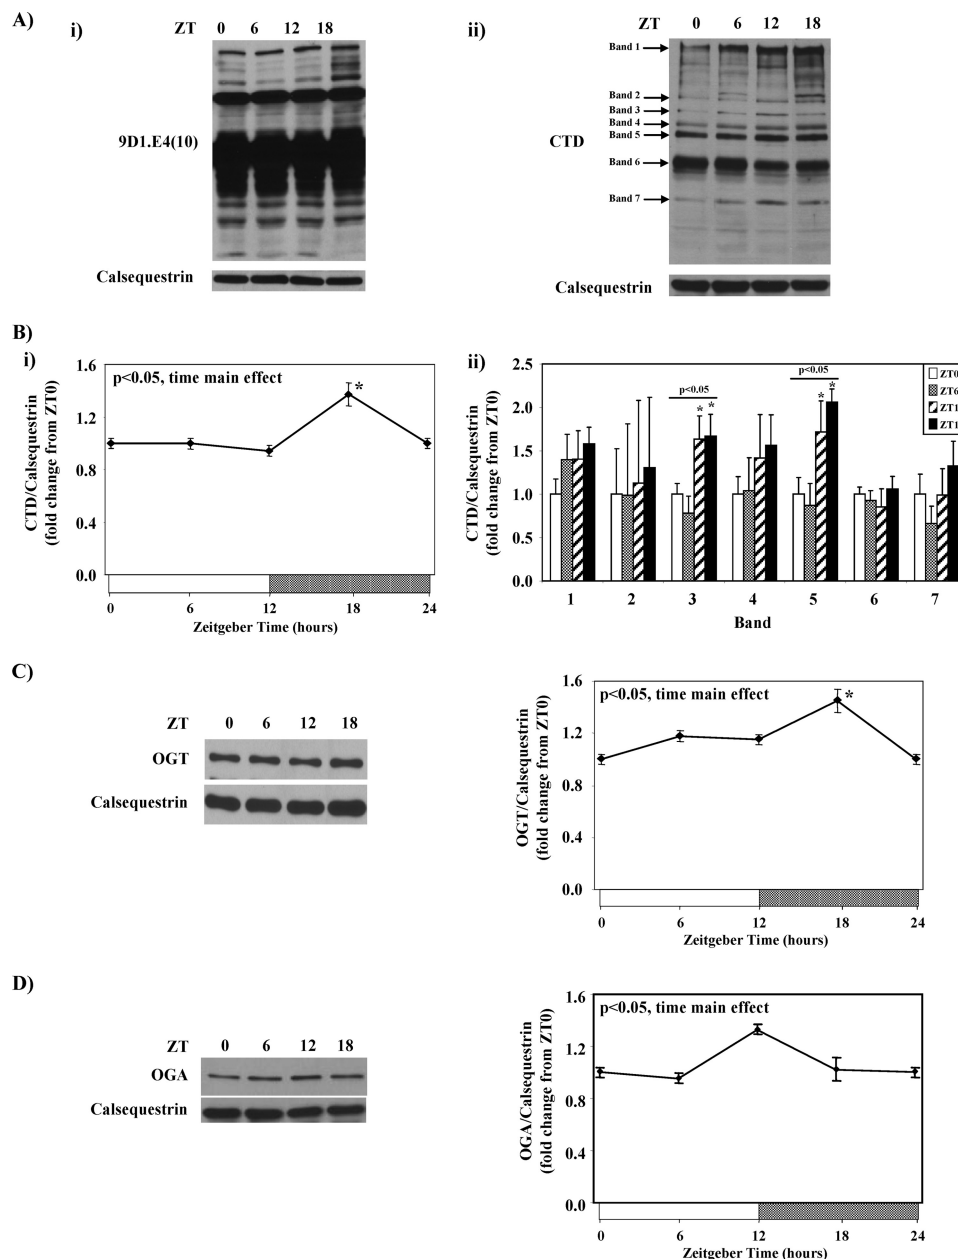 A)
i)
ZT 0 6 12 18
9D1.E4(10)
Calsequestrin
ii)
ZT 0 6 12 18
Band 1
Band 2
Band 3
Band 4
Band 5
Band 6
Band 7
CTD
Calsequestrin
B)
i)
CTD/Calsequestrin
(fold change from ZT0)
p<0.05, time main effect
1.6
1.2
0.8
0.4
0.0
*
0 6 12 18 24
Zeitgeber Time (hours)
ii)
CTD/Calsequestrin
(fold change from ZT0)
2.5
2.0
1.5
1.0
0.5
0.0
p<0.05
* *
p<0.05
* *
ZT0
ZT6
ZT1
ZT1
1 2 3 4 5 6 7
Band
C)
ZT 0 6 12 18
OGT
Calsequestrin
OGT/Calsequestrin
(fold change from ZT0)
p<0.05, time main effect
1.6
1.2
0.8
0.4
0.0
*
0 6 12 18 24
Zeitgeber Time (hours)
D)
ZT 0 6 12 18
OGA
Calsequestrin
OGA/Calsequestrin
(fold change from ZT0)
p<0.05, time main effect
1.6
1.2
0.8
0.4
0.0
0 6 12 18 24
Zeitgeber Time (hours)